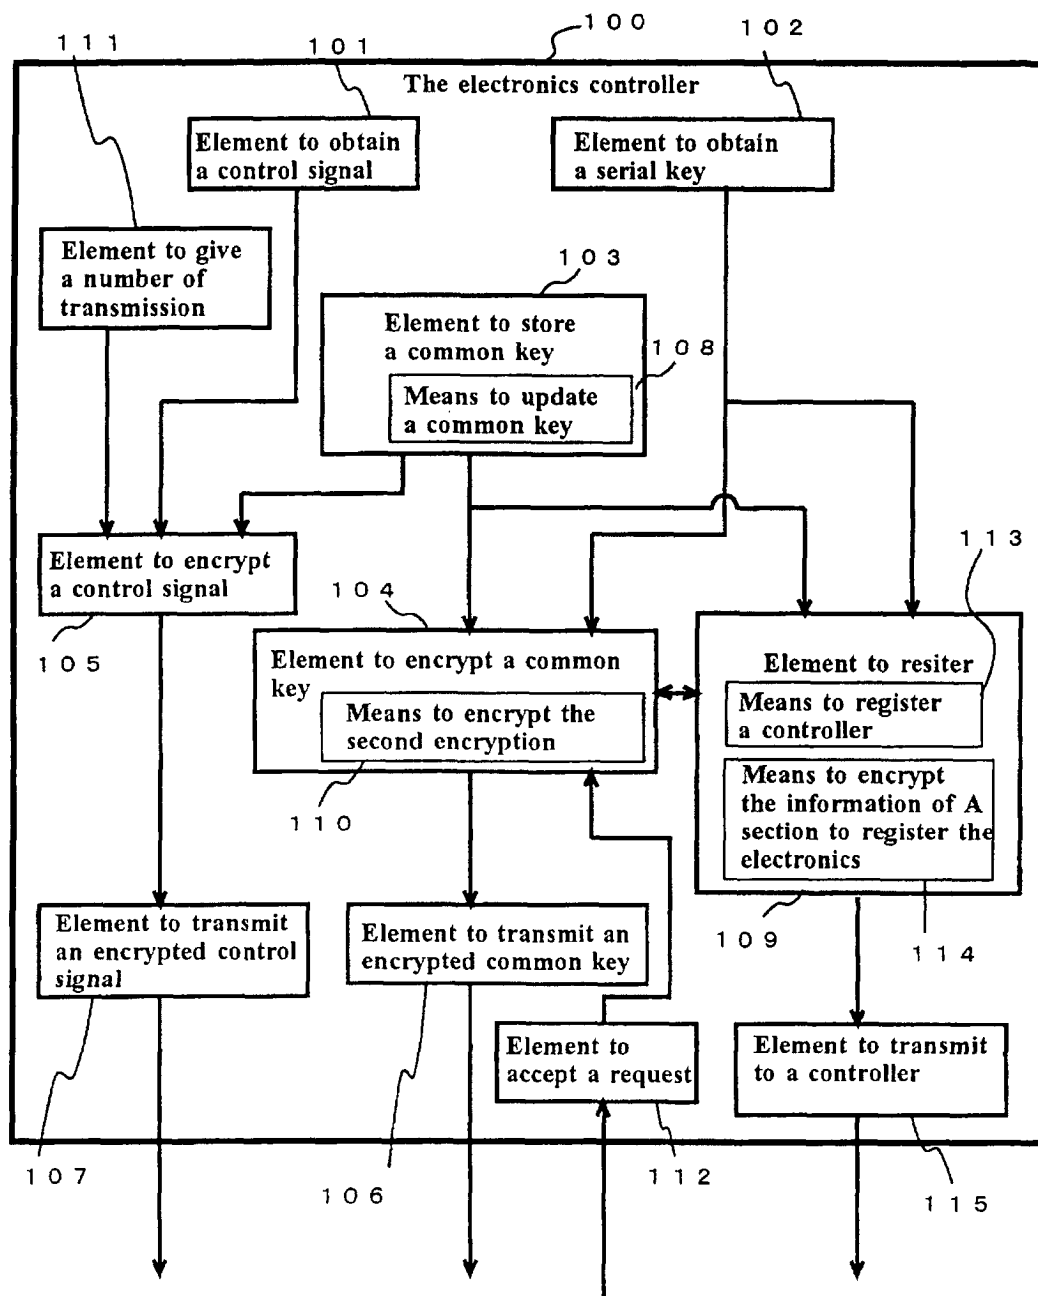 100
111
101
102
The electronics controller
Element to obtain
a control signal
Element to obtain
a serial key
Element to give
a number of
transmission
103
Element to store
a common key
108
Means to update
a common key
113
Element to encrypt
a control signal
104
105
Element to encrypt a common
key
Means to encrypt the
second encryption
110
Element to resiter
Means to register
a controller
Means to encrypt
the information of A
section to register the
electronics
109
114
Element to transmit
an encrypted control
signal
Element to transmit an
encrypted common key
Element to
accept a request
Element to transmit
to a controller
107
106
112
115